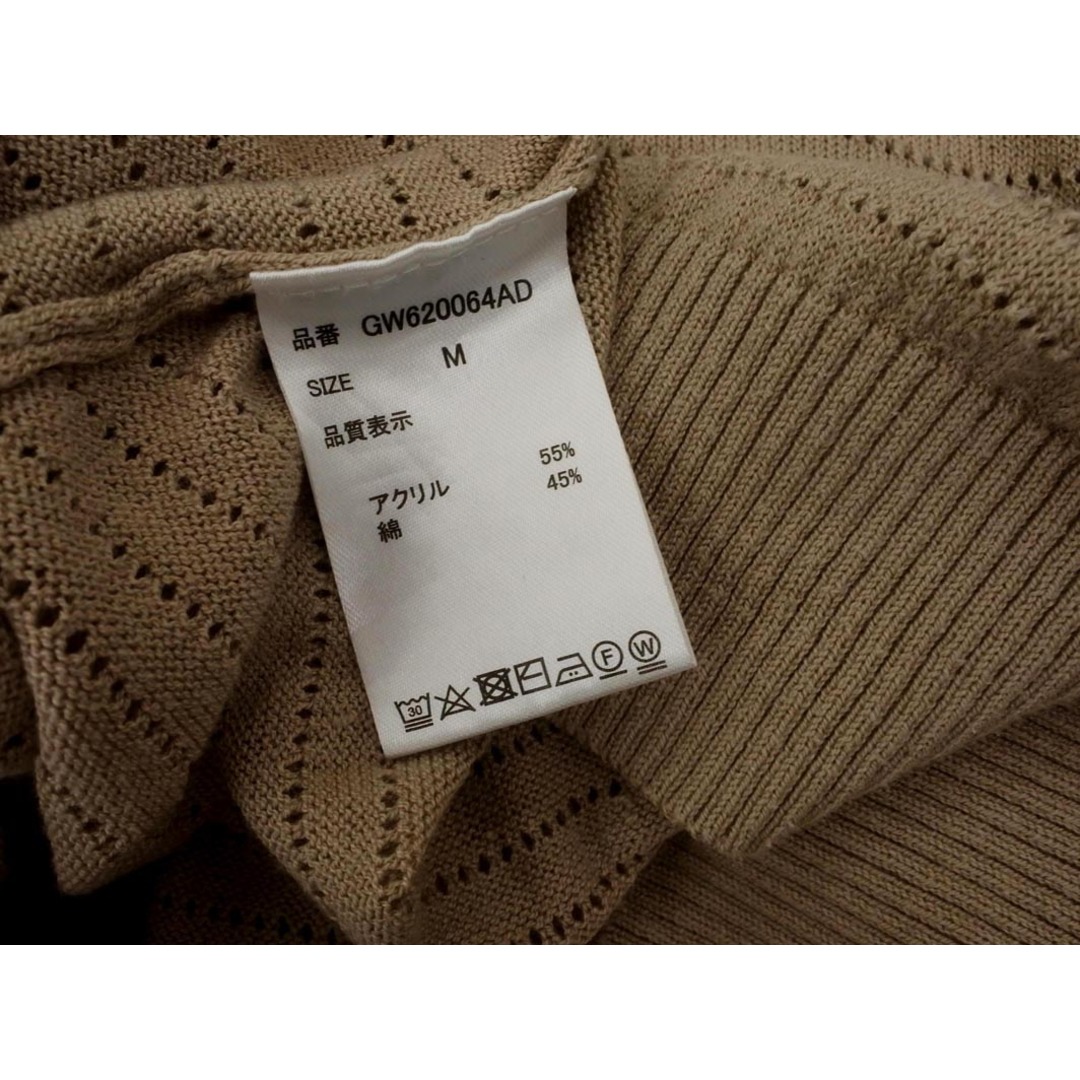 品番 GW620064AD
SIZE M
品質表示
アクリル 55%
綿 45%
30 F W